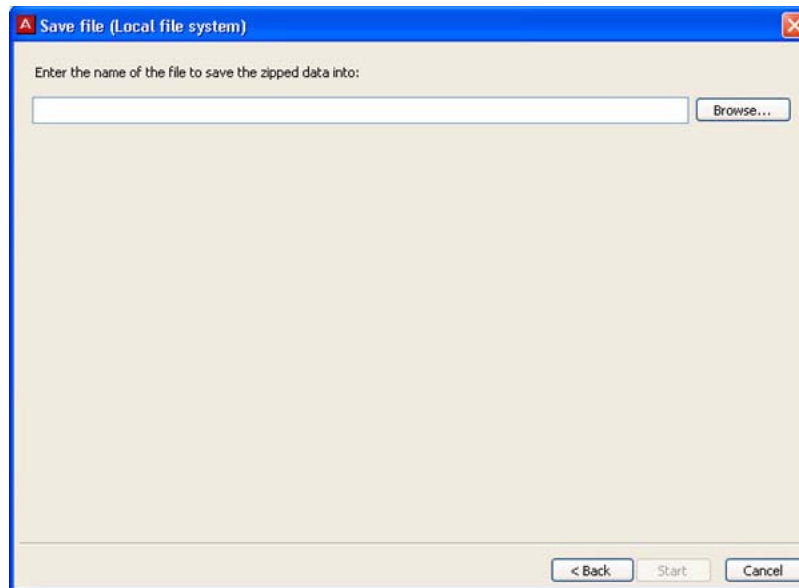 A Save file (Local file system)
Enter the name of the file to save the zipped data into:
Browse...
< Back Start Cancel